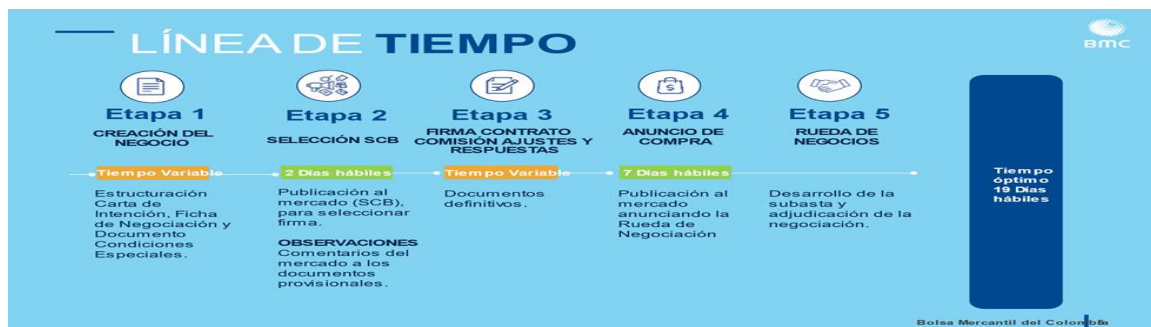 LÍNEA DE TIEMPO
BMC
Etapa 1
CREACIÓN DEL
NEGOCIO
Tiempo Variable
Estructuración
Carta de
Intención, Ficha
de Negociación y
Documento
Condiciones
Especiales.
Etapa 2
SELECCIÓN SCB
2 Días hábiles
Publicación al
mercado (SCB),
para seleccionar
firma.
OBSERVACIONES
Comentarios del
mercado a los
documentos
provisionales.
Etapa 3
FIRMA CONTRATO
COMISIÓN AJUSTES Y
RESPUESTAS
Tiempo Variable
Documentos
definitivos.
Etapa 4
ANUNCIO DE
COMPRA
7 Días hábiles
Publicación al
mercado
anunciando la
Rueda de
Negociación
Etapa 5
RUEDA DE
NEGOCIOS
Desarrollo de la
subasta y
adjudicación de la
negociación.
Tiempo
óptimo
19 Días
hábiles
Bolsa Mercantil del Colombia